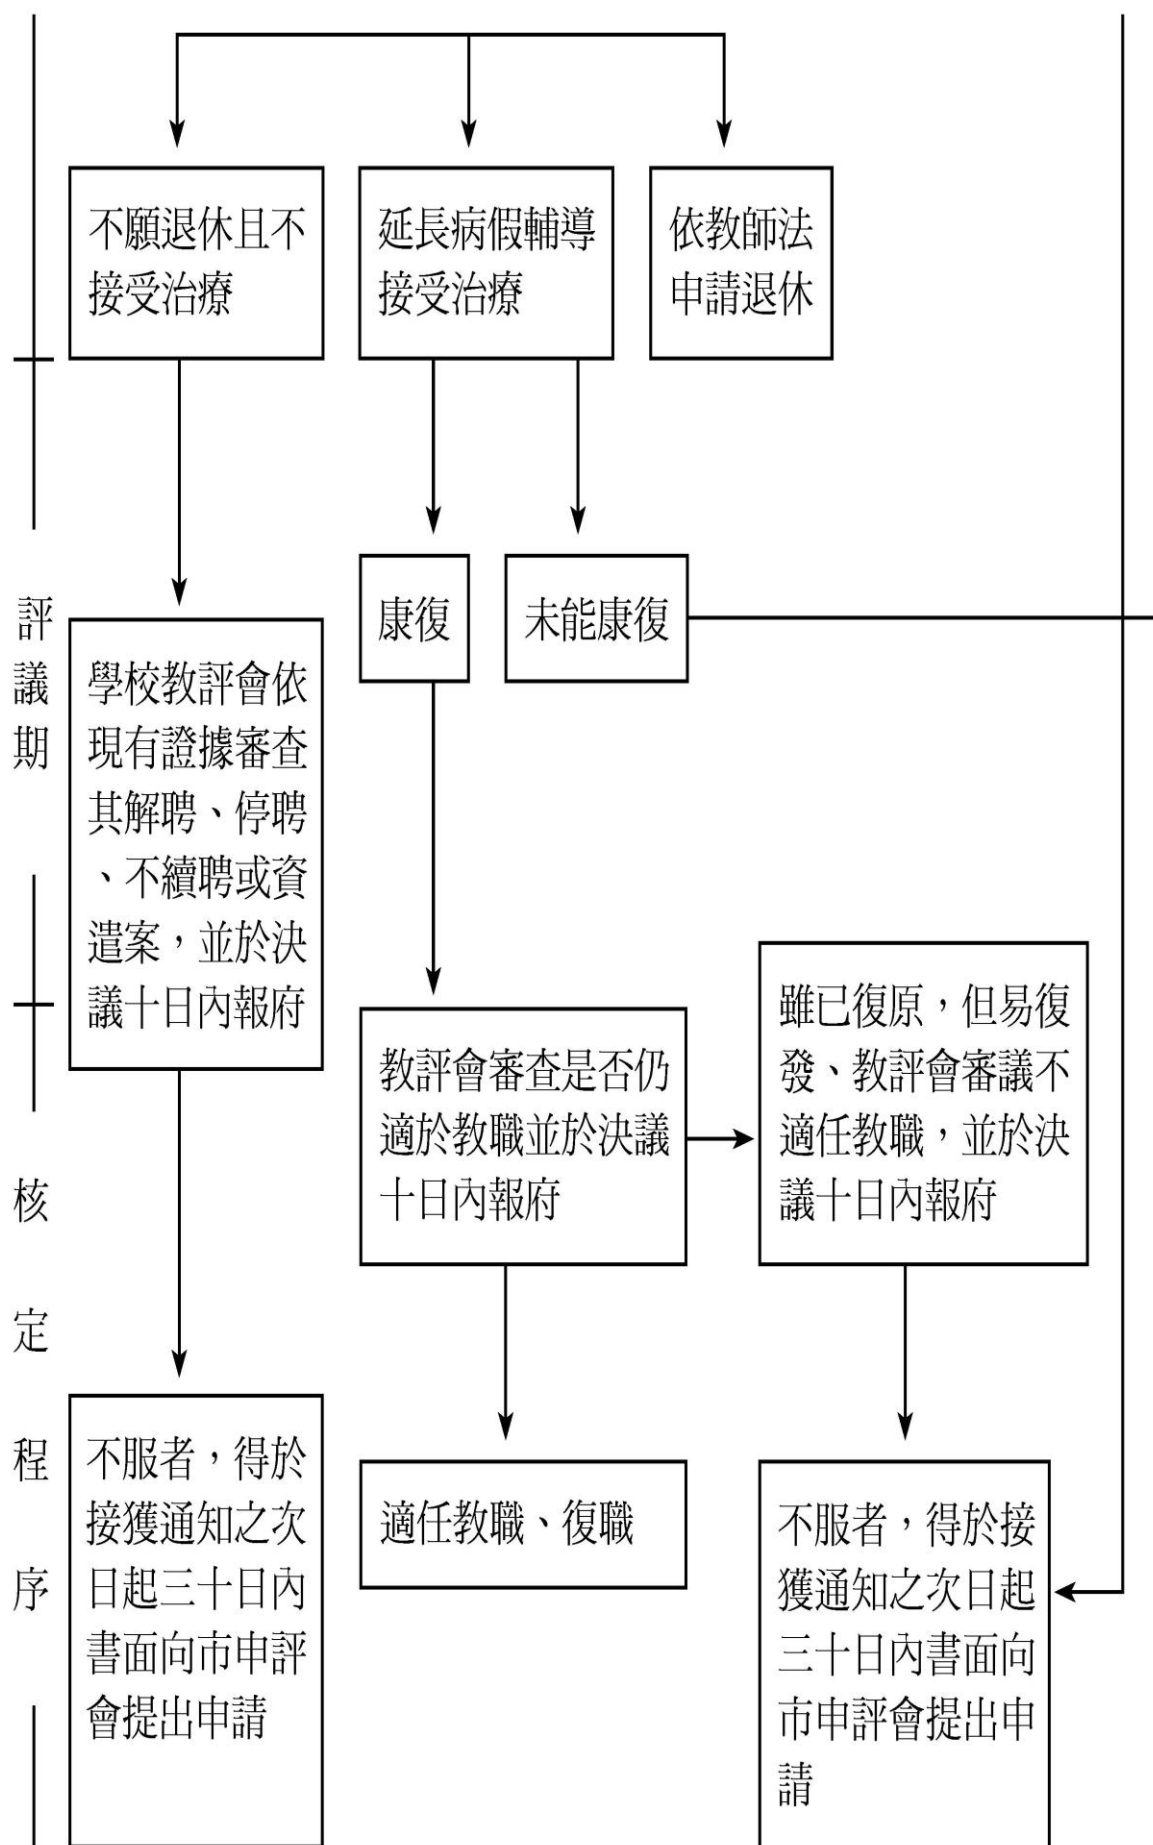 不願退休且不
接受治療
延長病假輔導
接受治療
依教師法
申請退休
評議期
康復
未能康復
學校教評會依
現有證據審查
其解聘、停聘
、不續聘或資
遣案，並於決
議十日內報府
教評會審查是否仍
適於教職並於決議
十日內報府
雖已復原，但易復
發、教評會審議不
適任教職，並於決
議十日內報府
核定程序
不服者，得於
接獲通知之次
日起三十日內
書面向市申評
會提出申請
適任教職、復職
不服者，得於接
獲通知之次日起
三十日內書面向
市申評會提出申
請